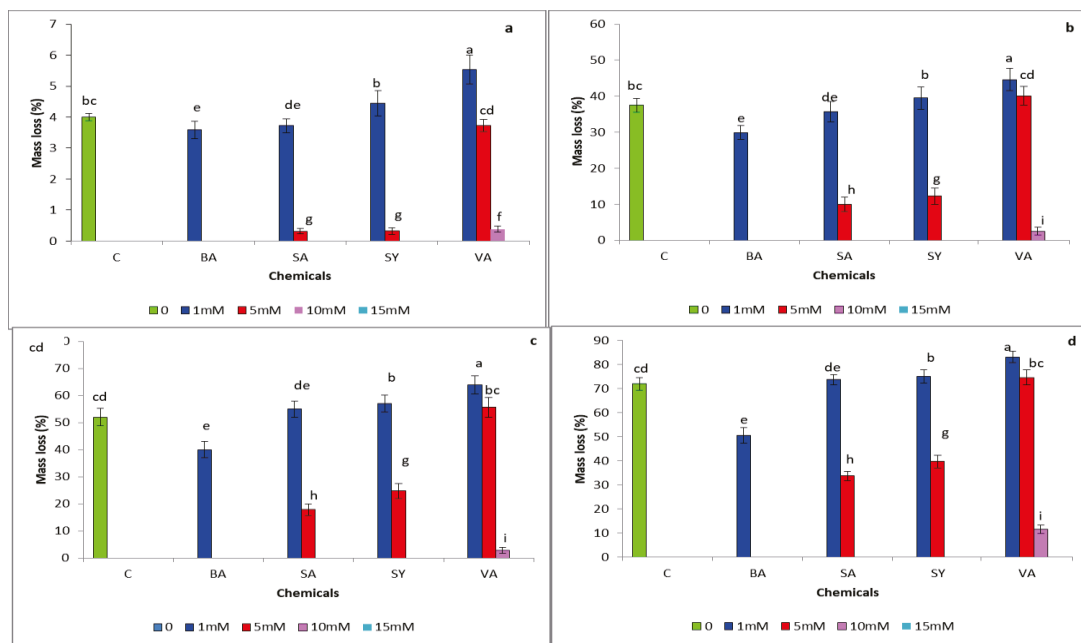 a
4
6
5
4
3
2
1
0
Mass loss (%)
bc
e
de
g
b
g
a
cd
f
C BA SA SY VA
Chemicals
0 1mM 5mM 10mM 15mM
b
60
50
40
30
20
10
0
Mass loss (%)
bc
e
de
h
b
g
a
cd
i
C BA SA SY VA
Chemicals
0 1mM 5mM 10mM 15mM
c
cd
0
70
60
50
40
30
20
10
0
Mass loss (%)
cd
e
de
h
b
g
a
bc
i
C BA SA SY VA
Chemicals
0 1mM 5mM 10mM 15mM
d
90
80
70
60
50
40
30
20
10
0
Mass loss (%)
cd
e
de
h
b
g
a
bc
i
C BA SA SY VA
Chemicals
0 1mM 5mM 10mM 15mM